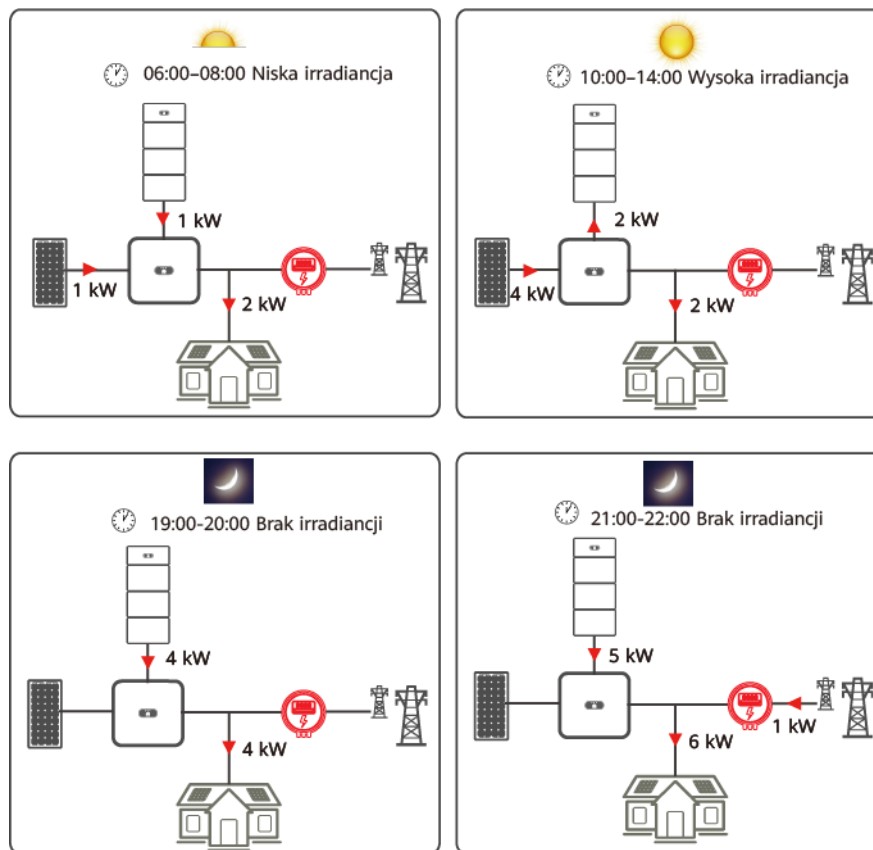 06:00–08:00 Niska irradiancja
1 kW
1 kW
2 kW
10:00–14:00 Wysoka irradiancja
2 kW
4 kW
2 kW
19:00-20:00 Brak irradiancji
4 kW
4 kW
21:00-22:00 Brak irradiancji
5 kW
1 kW
6 kW